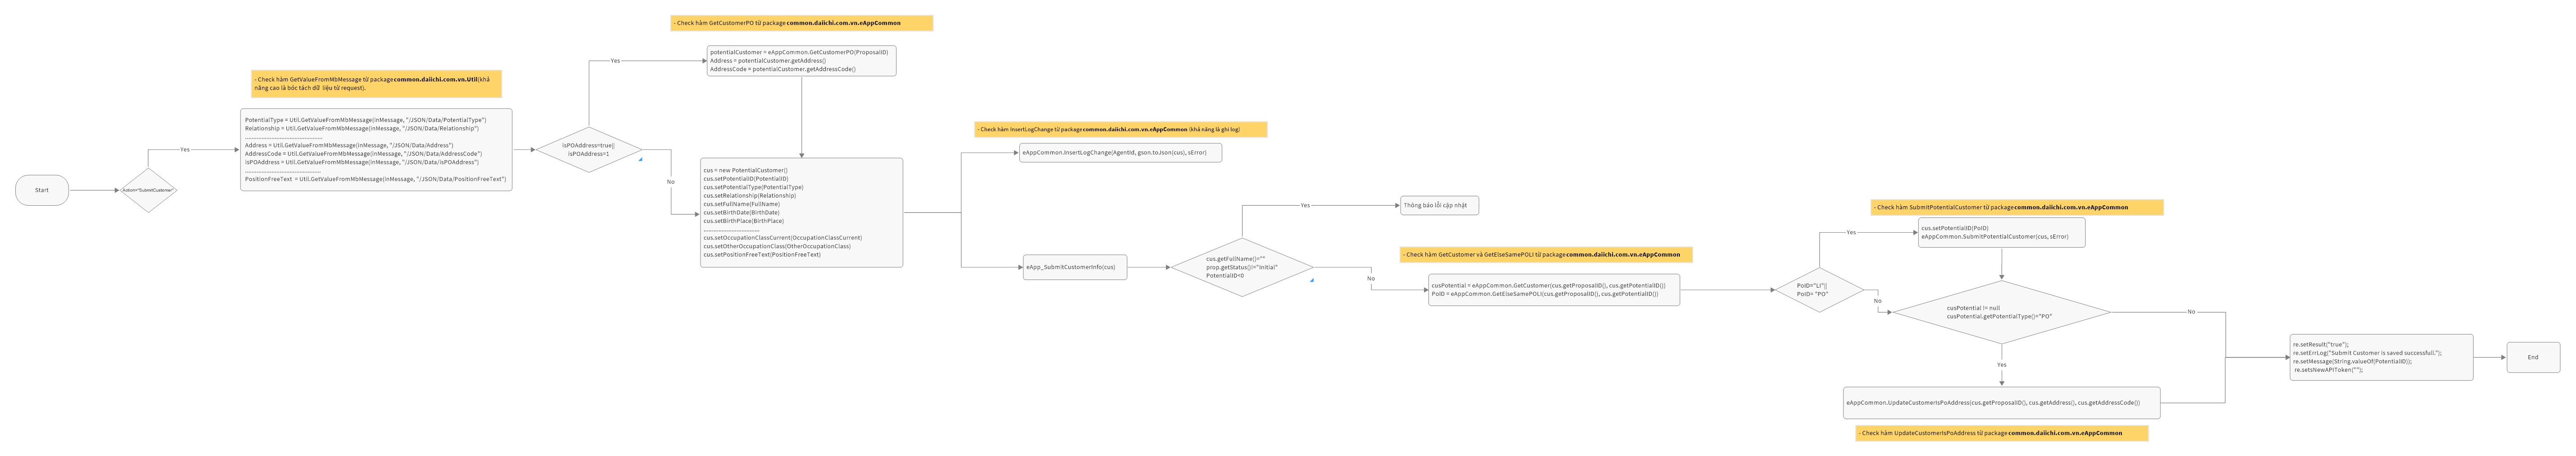 Start
Action="SubmitCustomer"
Yes
- Check hàm GetValueFromMbMessage từ package common.daiichi.com.vn.Util(khả
năng cao là bóc tách dữ liệu từ request).
PotentialType = Util.GetValueFromMbMessage(inMessage, "/JSON/Data/PotentialType")
Relationship = Util.GetValueFromMbMessage(inMessage, "/JSON/Data/Relationship")
Address = Util.GetValueFromMbMessage(inMessage, "/JSON/Data/Address")
AddressCode = Util.GetValueFromMbMessage(inMessage, "/JSON/Data/AddressCode")
isPOAddress = Util.GetValueFromMbMessage(inMessage, "/JSON/Data/IsPOAddress")
PositionFreeText = Util.GetValueFromMbMessage(inMessage, "/JSON/Data/PositionFreeText")
isPOAddress=true||
isPOAddress=1
Yes
No
- Check hàm GetCustomerPO từ package common.daiichi.com.vn.eAppCommon
potentialCustomer = eAppCommon.GetCustomerPO(ProposalID)
Address = potentialCustomer.getAddress()
AddressCode = potentialCustomer.getAddressCode()
cus = new PotentialCustomer()
cus.setPotentialID(PotentialID)
cus.setPotentialType(PotentialType)
cus.setRelationship(Relationship)
cus.setFullName(FullName)
cus.setBirthDate(BirthDate)
cus.setBirthPlace(BirthPlace)
cus.setOccupationClassCurrent(OccupationClassCurrent)
cus.setOtherOccupationClass(OtherOccupationClass)
cus.setPositionFreeText(PositionFreeText)
- Check hàm InsertLogChange từ package common.daiichi.com.vn.eAppCommon (khả năng là ghi log)
eAppCommon.InsertLogChange(AgentId, gson.toJson(cus), sError)
eApp_SubmitCustomerInfo(cus)
cus.getFullName()=""
prop.getStatus()!="Initial"
PotentialID<0
Yes
Thông báo lỗi cập nhật
No
- Check hàm GetCustomer và GetElseSamePOLI từ package common.daiichi.com.vn.eAppCommon
cusPotential = eAppCommon.GetCustomer(cus.getProposalID(), cus.getPotentialID())
PoID = eAppCommon.GetElseSamePOLI(cus.getProposalID(), cus.getPotentialID())
PoID="LI"||
PoID= "PO"
Yes
No
- Check hàm SubmitPotentialCustomer từ package common.daiichi.com.vn.eAppCommon
cus.setPotentialID(PoID)
eAppCommon.SubmitPotentialCustomer(cus, sError)
cusPotential != null
cusPotential.getPotentialType()="PO"
No
Yes
eAppCommon.UpdateCustomerIsPoAddress(cus.getProposalID(), cus.getAddress(), cus.getAddressCode())
- Check hàm UpdateCustomerIsPoAddress từ package common.daiichi.com.vn.eAppCommon
re.setResult("true");
re.setErrLog("Submit Customer is saved successfull.");
re.setMessage(String.valueOf(PotentialID));
re.setsNewAPIToken("");
End